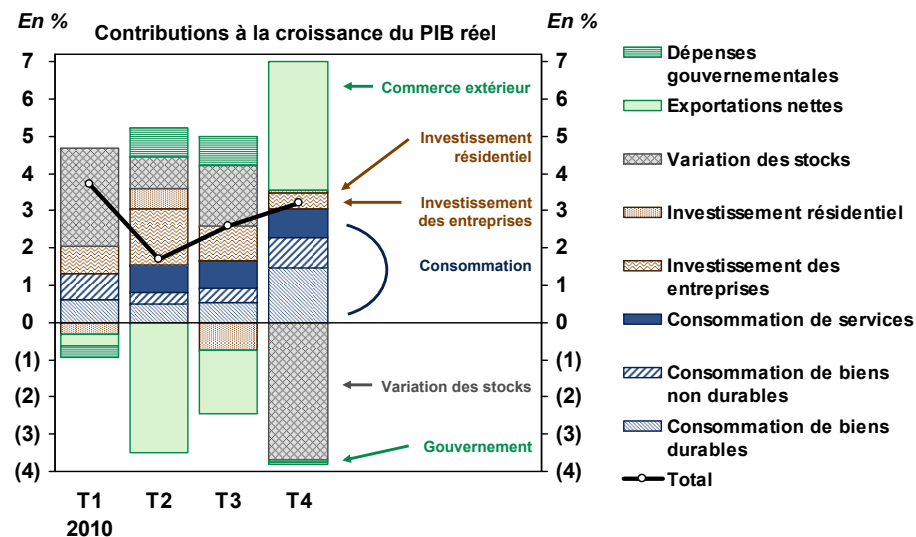 En %
En %
Contributions à la croissance du PIB réel
7
6
5
4
3
2
1
0
(1)
(2)
(3)
(4)
7
6
5
4
3
2
1
0
(1)
(2)
(3)
(4)
Commerce extérieur
Investissement
résidentiel
Investissement
des entreprises
Consommation
Variation des stocks
Gouvernement
T1
T2
T3
T4
2010
Dépenses
gouvernementales
Exportations nettes
Variation des stocks
Investissement résidentiel
Investissement des
entreprises
Consommation de services
Consommation de biens
non durables
Consommation de biens
durables
Total